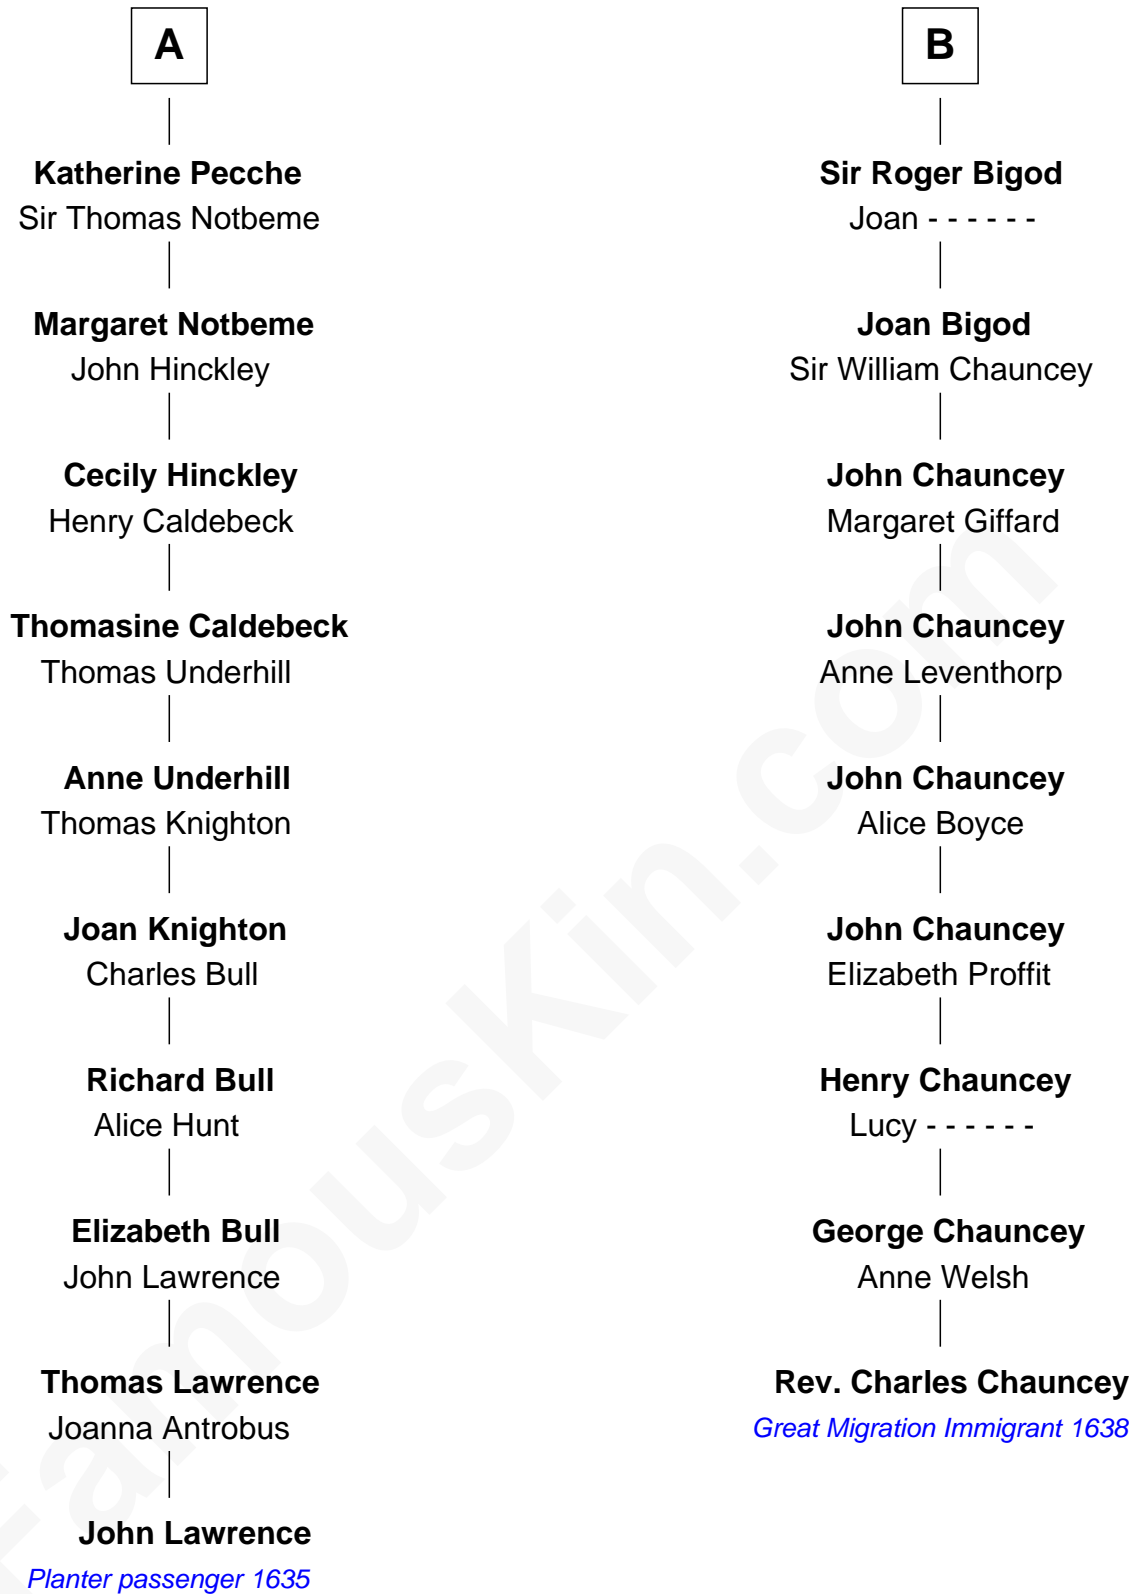 A
Katherine Pecche
Sir Thomas Notbeme
Margaret Notbeme
John Hinckley
Cecily Hinckley
Henry Caldebeck
Thomasine Caldebeck
Thomas Underhill
Anne Underhill
Thomas Knighton
Joan Knighton
Charles Bull
Richard Bull
Alice Hunt
Elizabeth Bull
John Lawrence
Thomas Lawrence
Joanna Antrobus
John Lawrence
Planter passenger 1635
B
Sir Roger Bigod
Joan - - - - - -
Joan Bigod
Sir William Chauncey
John Chauncey
Margaret Giffard
John Chauncey
Anne Leventhorp
John Chauncey
Alice Boyce
John Chauncey
Elizabeth Proffit
Henry Chauncey
Lucy - - - - - -
George Chauncey
Anne Welsh
Rev. Charles Chauncey
Great Migration Immigrant 1638
FamousKin.com